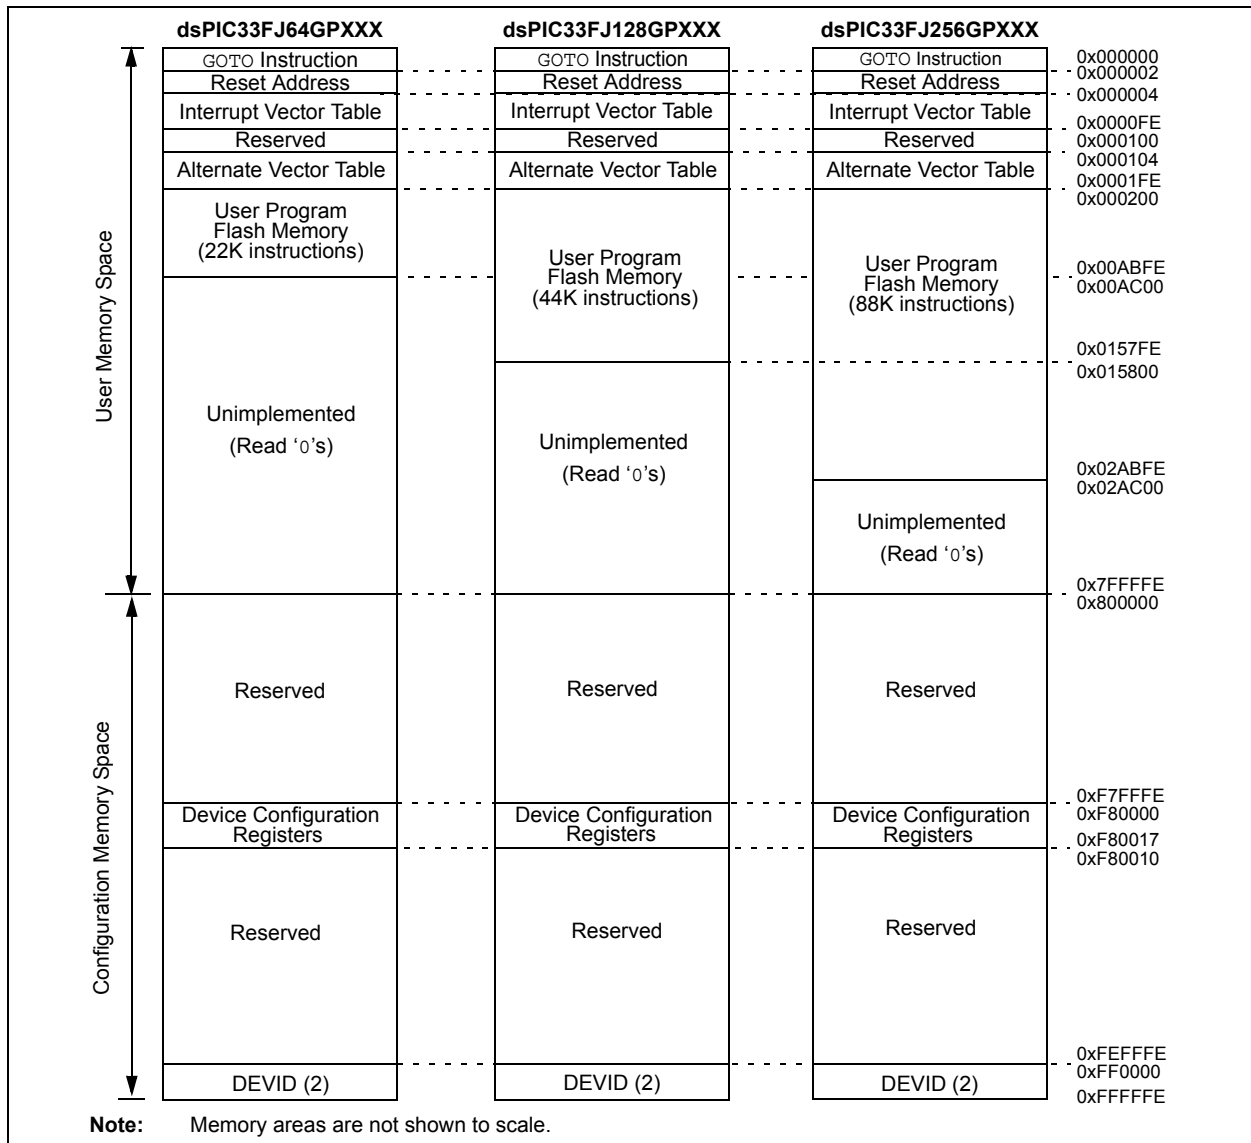 dsPIC33FJ64GPXXX dsPIC33FJ128GPXXX dsPIC33FJ256GPXXX
GOTO Instruction GOTO Instruction GOTO Instruction 0x000000
0x000002
Reset Address Reset Address Reset Address
0x000004
Interrupt Vector Table Interrupt Vector Table Interrupt Vector Table
0x0000FE
Reserved Reserved Reserved 0x000100
0x000104
Alternate Vector Table Alternate Vector Table Alternate Vector Table
0x0001FE
0x000200
User Program
Flash Memory
(22K instructions)
User Program
Flash Memory
(44K instructions)
User Program
Flash Memory
(88K instructions)
0x00ABFE
0x00AC00
0x0157FE
0x015800
User Memory Space
Unimplemented
(Read ‘0’s)
Unimplemented
(Read ‘0’s)
0x02ABFE
0x02AC00
Unimplemented
(Read ‘0’s)
0x7FFFFE
0x800000
Reserved Reserved Reserved
0xF7FFFE
0xF80000
Device Configuration
Registers
Device Configuration
Registers
Device Configuration
Registers
0xF80017
0xF80010
Configuration Memory Space
Reserved Reserved Reserved
0xFEFFFE
0xFF0000
DEVID (2) DEVID (2) DEVID (2)
0xFFFFFE
Note: Memory areas are not shown to scale.